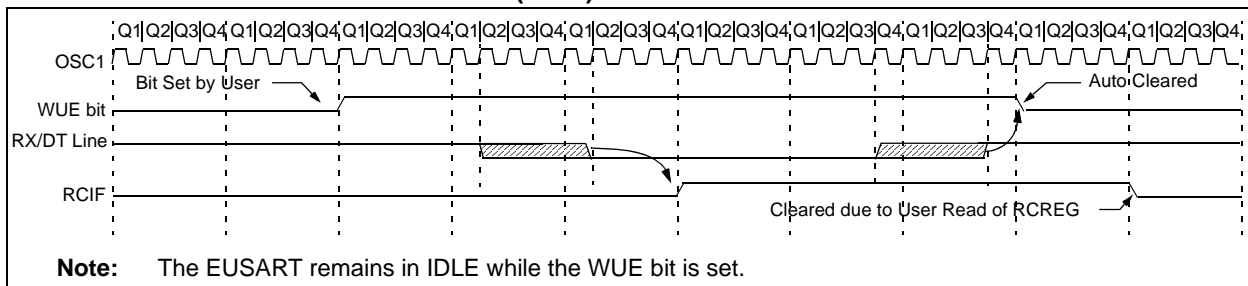 Q1 Q2 Q3 Q4 Q1 Q2 Q3 Q4 Q1 Q2 Q3 Q4 Q1 Q2 Q3 Q4 Q1 Q2 Q3 Q4 Q1 Q2 Q3 Q4 Q1 Q2 Q3 Q4 Q1 Q2 Q3 Q4 Q1 Q2 Q3 Q4 Q1 Q2 Q3 Q4
OSC1
Bit Set by User
Auto Cleared
WUE bit
RX/DT Line
RCIF
Cleared due to User Read of RCREG
Note: The EUSART remains in IDLE while the WUE bit is set.